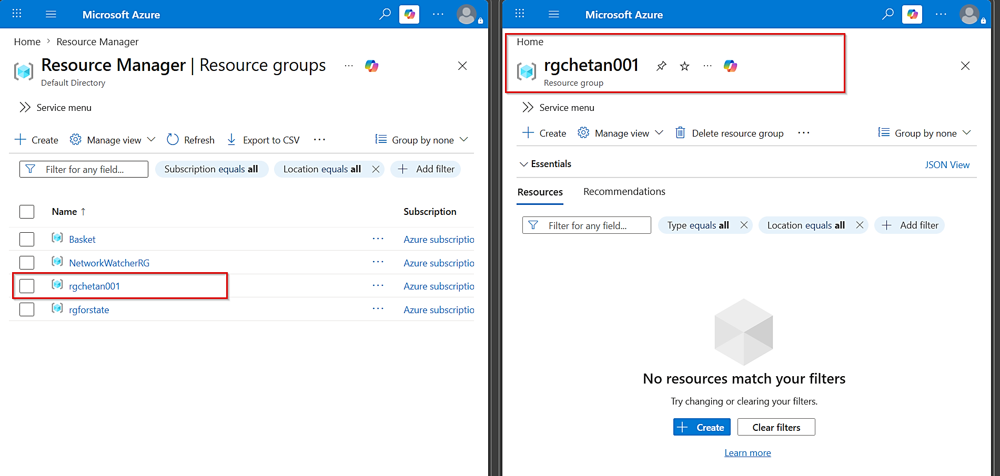 Microsoft Azure
Home > Resource Manager
Resource Manager | Resource groups
Default Directory
Service menu
Create Manage view Refresh Export to CSV Group by none
Filter for any field... Subscription equals all Location equals all Add filter
Name ↑ Subscription
Basket Azure subscriptio
NetworkWatcherRG Azure subscriptio
rgchetan001 Azure subscriptio
rgforstate Azure subscriptio
Microsoft Azure
Home
rgchetan001
Resource group
Service menu
Create Manage view Delete resource group Group by none
Essentials JSON View
Resources Recommendations
Filter for any field... Type equals all Location equals all Add filter
No resources match your filters
Try changing or clearing your filters.
Create Clear filters
Learn more